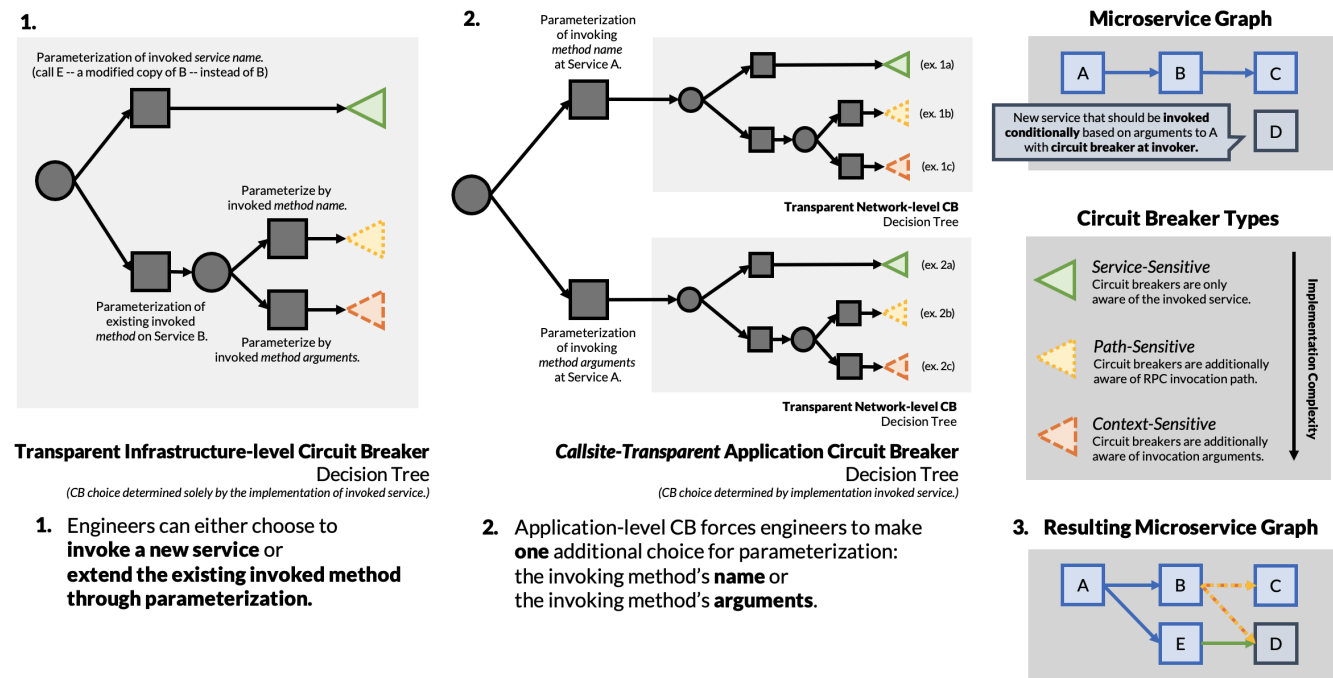 1.
Parameterization of invoked service name.
(call E -- a modified copy of B -- instead of B)
Parameterize by
invoked method name.
Parameterization of
existing invoked
method on Service B.
Parameterize by
invoked method arguments.
Transparent Infrastructure-level Circuit Breaker
Decision Tree
(CB choice determined solely by the implementation of invoked service.)
1. Engineers can either choose to
invoke a new service or
extend the existing invoked method
through parameterization.
2.
Parameterization
of invoking
method name
at Service A.
(ex. 1a)
(ex. 1b)
(ex. 1c)
Transparent Network-level CB
Decision Tree
Parameterization
of invoking
method arguments
at Service A.
(ex. 2a)
(ex. 2b)
(ex. 2c)
Transparent Network-level CB
Decision Tree
Callsite-Transparent Application Circuit Breaker
Decision Tree
(CB choice determined by implementation invoked service.)
2. Application-level CB forces engineers to make
one additional choice for parameterization:
the invoking method's name or
the invoking method's arguments.
Microservice Graph
A
B
C
New service that should be invoked
conditionally based on arguments to A
with circuit breaker at invoker.
D
Circuit Breaker Types
Service-Sensitive
Circuit breakers are only
aware of the invoked service.
Path-Sensitive
Circuit breakers are additionally
aware of RPC invocation path.
Context-Sensitive
Circuit breakers are additionally
aware of invocation arguments.
Implementation Complexity
3. Resulting Microservice Graph
A
B
C
E
D